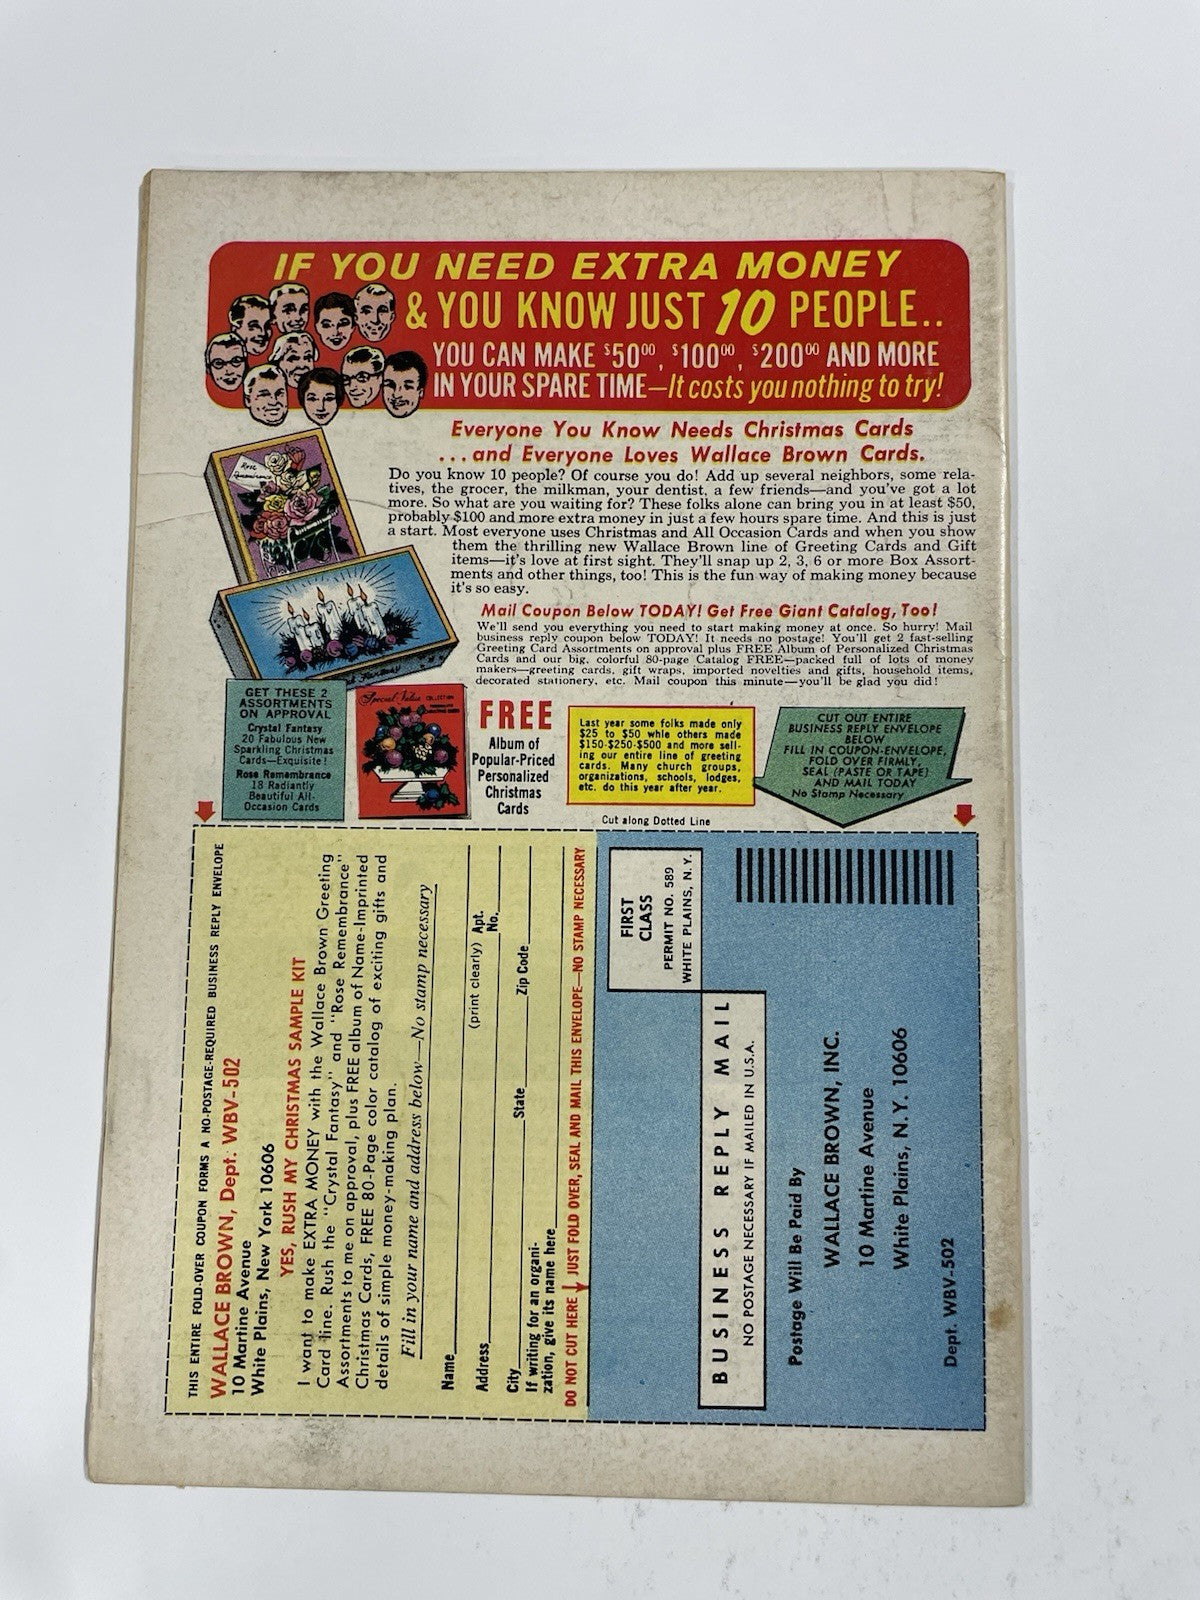 IF YOU NEED EXTRA MONEY
& YOU KNOW JUST 10 PEOPLE..
YOU CAN MAKE $50⁰⁰, $100⁰⁰, $200⁰⁰ AND MORE
IN YOUR SPARE TIME—It costs you nothing to try!
Everyone You Know Needs Christmas Cards
...and Everyone Loves Wallace Brown Cards.
Rose
Remembrance
Do you know 10 people? Of course you do! Add up several neighbors, some rela-
tives, the grocer, the milkman, your dentist, a few friends—and you've got a lot
more. So what are you waiting for? These folks alone can bring you in at least $50,
probably $100 and more extra money in just a few hours spare time. And this is just
a start. Most everyone uses Christmas and All Occasion Cards and when you show
them the thrilling new Wallace Brown line of Greeting Cards and Gift
items—it's love at first sight. They'll snap up 2, 3, 6 or more Box Assort-
ments and other things, too! This is the fun way of making money because
it's so easy.
Mail Coupon Below TODAY! Get Free Giant Catalog, Too!
We'll send you everything you need to start making money at once. So hurry! Mail
business reply coupon below TODAY! It needs no postage! You'll get 2 fast-selling
Greeting Card Assortments on approval plus FREE Album of Personalized Christmas
Cards and our big, colorful 80-page Catalog FREE—packed full of lots of money
makers—greeting cards, gift wraps, imported novelties and gifts, household items,
decorated stationery, etc. Mail coupon this minute—you'll be glad you did!
GET THESE 2
ASSORTMENTS
ON APPROVAL
Crystal Fantasy
20 Fabulous New
Sparkling Christmas
Cards—Exquisite!
Rose Remembrance
18 Radiantly
Beautiful All-
Occasion Cards
Special Value COLLECTION
FREE
Album of
Popular-Priced
Personalized
Christmas
Cards
Last year some folks made only
$25 to $50 while others made
$150-$250-$500 and more sell-
ing our entire line of greeting
cards. Many church groups,
organizations, schools, lodges,
etc. do this year after year.
CUT OUT ENTIRE
BUSINESS REPLY ENVELOPE
BELOW
FILL IN COUPON-ENVELOPE,
FOLD OVER FIRMLY,
SEAL (PASTE OR TAPE)
AND MAIL TODAY
No Stamp Necessary
Cut along Dotted Line
THIS ENTIRE FOLD-OVER COUPON FORMS A NO-POSTAGE-REQUIRED BUSINESS REPLY ENVELOPE
WALLACE BROWN, Dept. WBV-502
10 Martine Avenue
White Plains, New York 10606
YES, RUSH MY CHRISTMAS SAMPLE KIT
I want to make EXTRA MONEY with the Wallace Brown Greeting
Card line. Rush the "Crystal Fantasy" and "Rose Remembrance"
Assortments to me on approval, plus FREE album of Name-Imprinted
Christmas Cards, FREE 80-Page color catalog of exciting gifts and
details of simple money-making plan.
Fill in your name and address below—No stamp necessary
Name
(print clearly)
Address Apt. No.
City State Zip Code
If writing for an organi-
zation, give its name here
DO NOT CUT HERE JUST FOLD OVER, SEAL AND MAIL THIS ENVELOPE—NO STAMP NECESSARY
FIRST
CLASS
PERMIT NO. 589
WHITE PLAINS, N.Y.
BUSINESS REPLY MAIL
NO POSTAGE NECESSARY IF MAILED IN U.S.A.
Postage Will Be Paid By
WALLACE BROWN, INC.
10 Martine Avenue
White Plains, N.Y. 10606
Dept. WBV-502